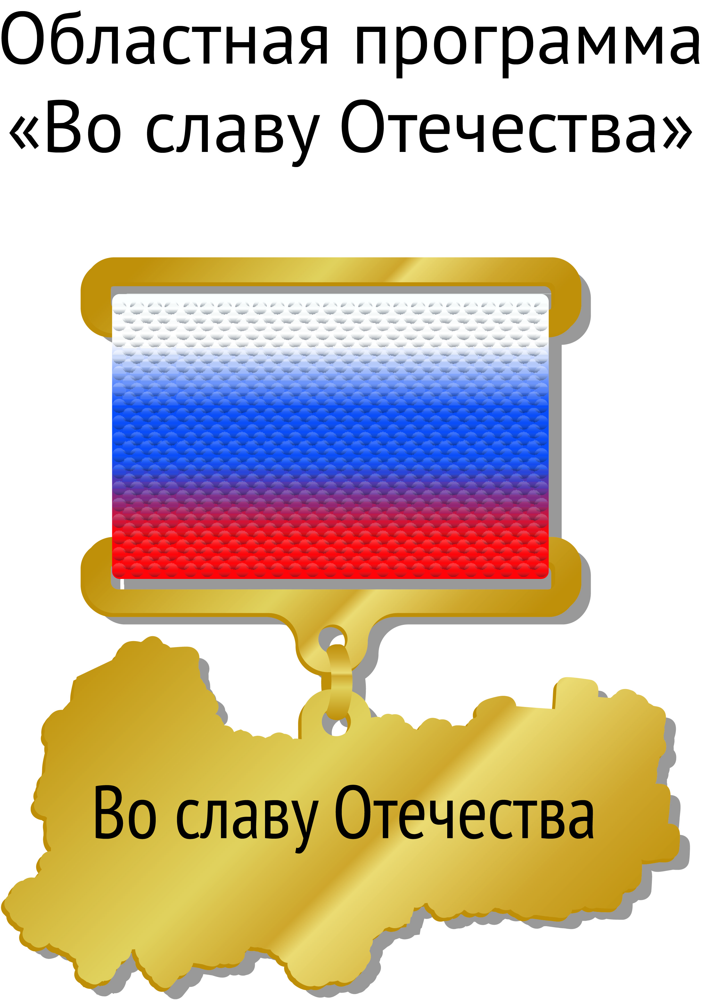 Областная программа
«Во славу Отечества»
Во славу Отечества